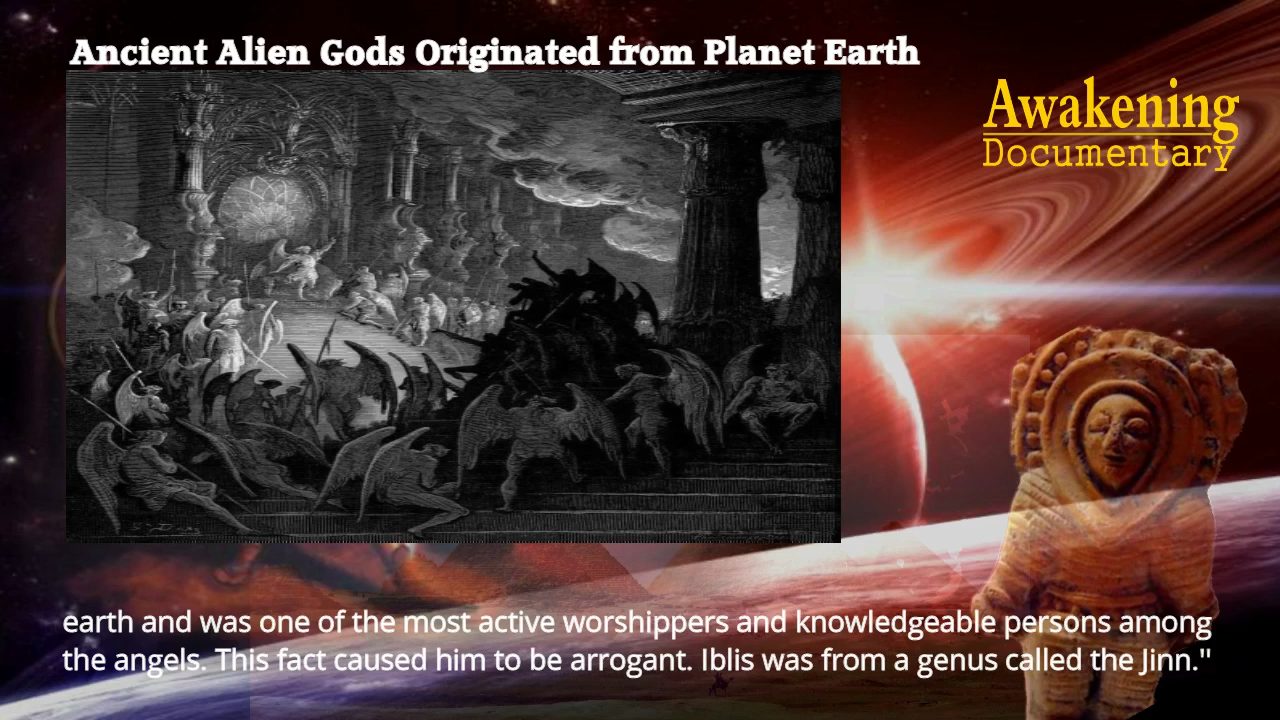 Ancient Alien Gods Originated from Planet Earth
Awakening
Documentary
earth and was one of the most active worshippers and knowledgeable persons among
the angels. This fact caused him to be arrogant. Iblis was from a genus called the Jinn."